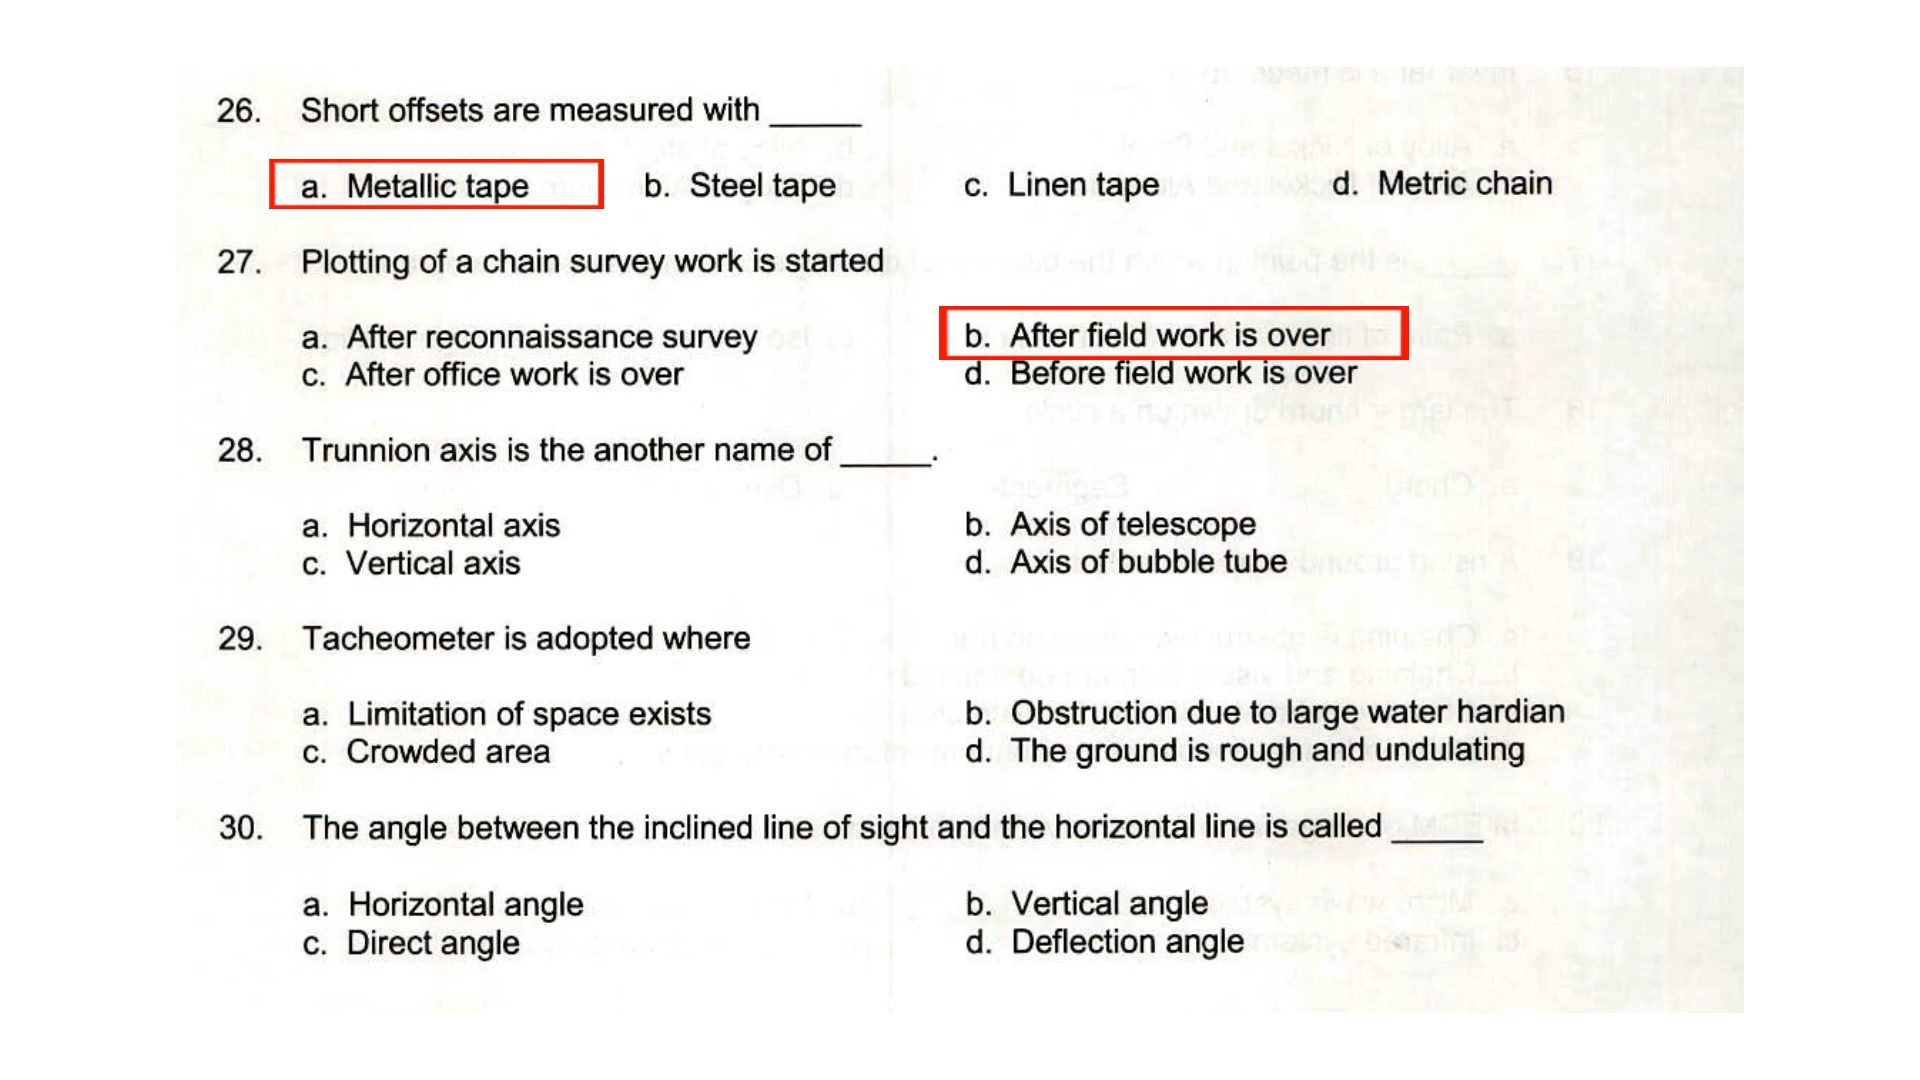 26. Short offsets are measured with _____
a. Metallic tape b. Steel tape c. Linen tape d. Metric chain
27. Plotting of a chain survey work is started
a. After reconnaissance survey b. After field work is over
c. After office work is over d. Before field work is over
28. Trunnion axis is the another name of _____.
a. Horizontal axis b. Axis of telescope
c. Vertical axis d. Axis of bubble tube
29. Tacheometer is adopted where
a. Limitation of space exists b. Obstruction due to large water hardian
c. Crowded area d. The ground is rough and undulating
30. The angle between the inclined line of sight and the horizontal line is called _____
a. Horizontal angle b. Vertical angle
c. Direct angle d. Deflection angle